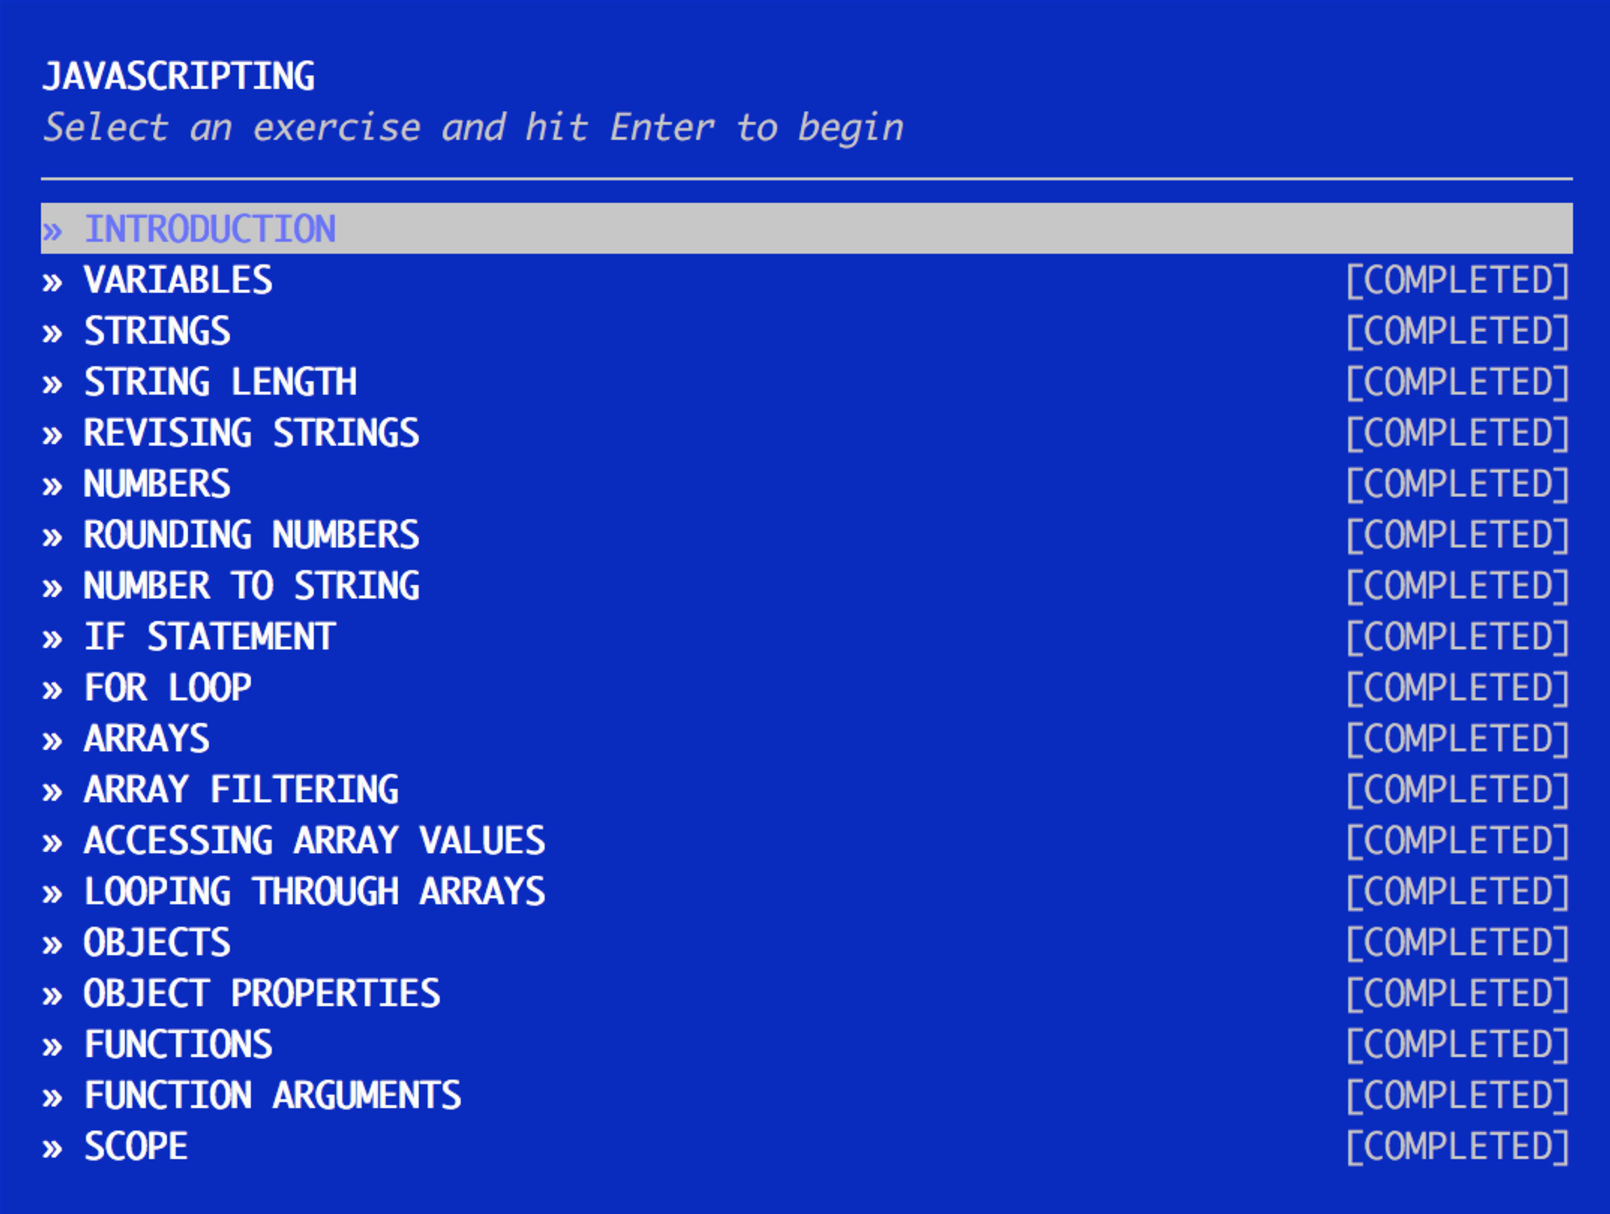 JAVASCRIPTING
Select an exercise and hit Enter to begin
» INTRODUCTION
» VARIABLES [COMPLETED]
» STRINGS [COMPLETED]
» STRING LENGTH [COMPLETED]
» REVISING STRINGS [COMPLETED]
» NUMBERS [COMPLETED]
» ROUNDING NUMBERS [COMPLETED]
» NUMBER TO STRING [COMPLETED]
» IF STATEMENT [COMPLETED]
» FOR LOOP [COMPLETED]
» ARRAYS [COMPLETED]
» ARRAY FILTERING [COMPLETED]
» ACCESSING ARRAY VALUES [COMPLETED]
» LOOPING THROUGH ARRAYS [COMPLETED]
» OBJECTS [COMPLETED]
» OBJECT PROPERTIES [COMPLETED]
» FUNCTIONS [COMPLETED]
» FUNCTION ARGUMENTS [COMPLETED]
» SCOPE [COMPLETED]